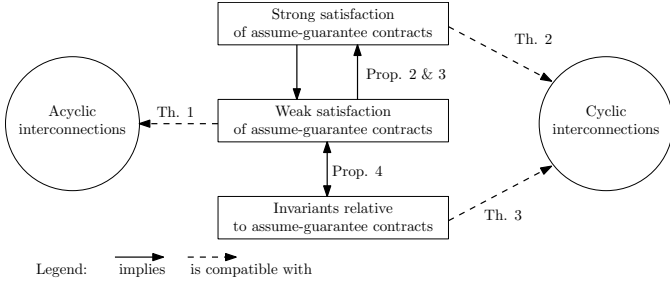 Strong satisfaction
of assume-guarantee contracts
Th. 2
Prop. 2 & 3
Acyclic
interconnections
Th. 1
Weak satisfaction
of assume-guarantee contracts
Cyclic
interconnections
Prop. 4
Invariants relative
to assume-guarantee contracts
Th. 3
Legend:
implies
is compatible with